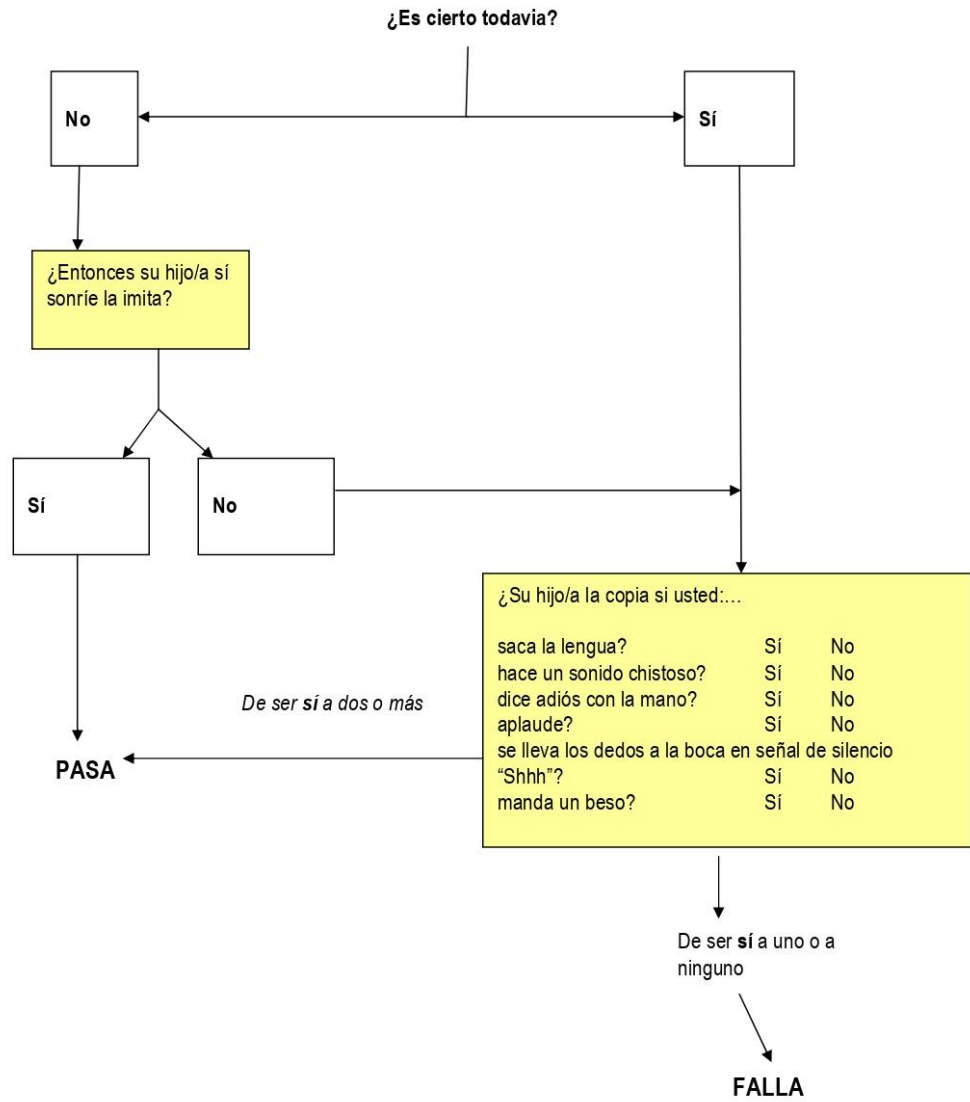 ¿Es cierto todavia?
No
Sí
¿Entonces su hijo/a sí
sonríe la imita?
Sí
No
¿Su hijo/a la copia si usted:…
saca la lengua? Sí No
hace un sonido chistoso? Sí No
dice adiós con la mano? Sí No
aplaude? Sí No
se lleva los dedos a la boca en señal de silencio
“Shhh”? Sí No
manda un beso? Sí No
De ser sí a dos o más
PASA
De ser sí a uno o a
ninguno
FALLA